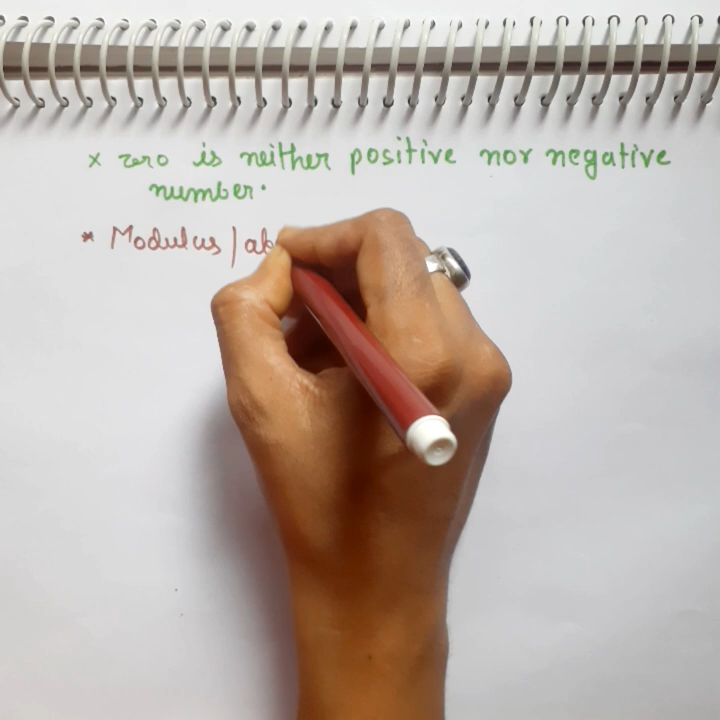 × zero is neither positive nor negative
number.
* Modulus / ab